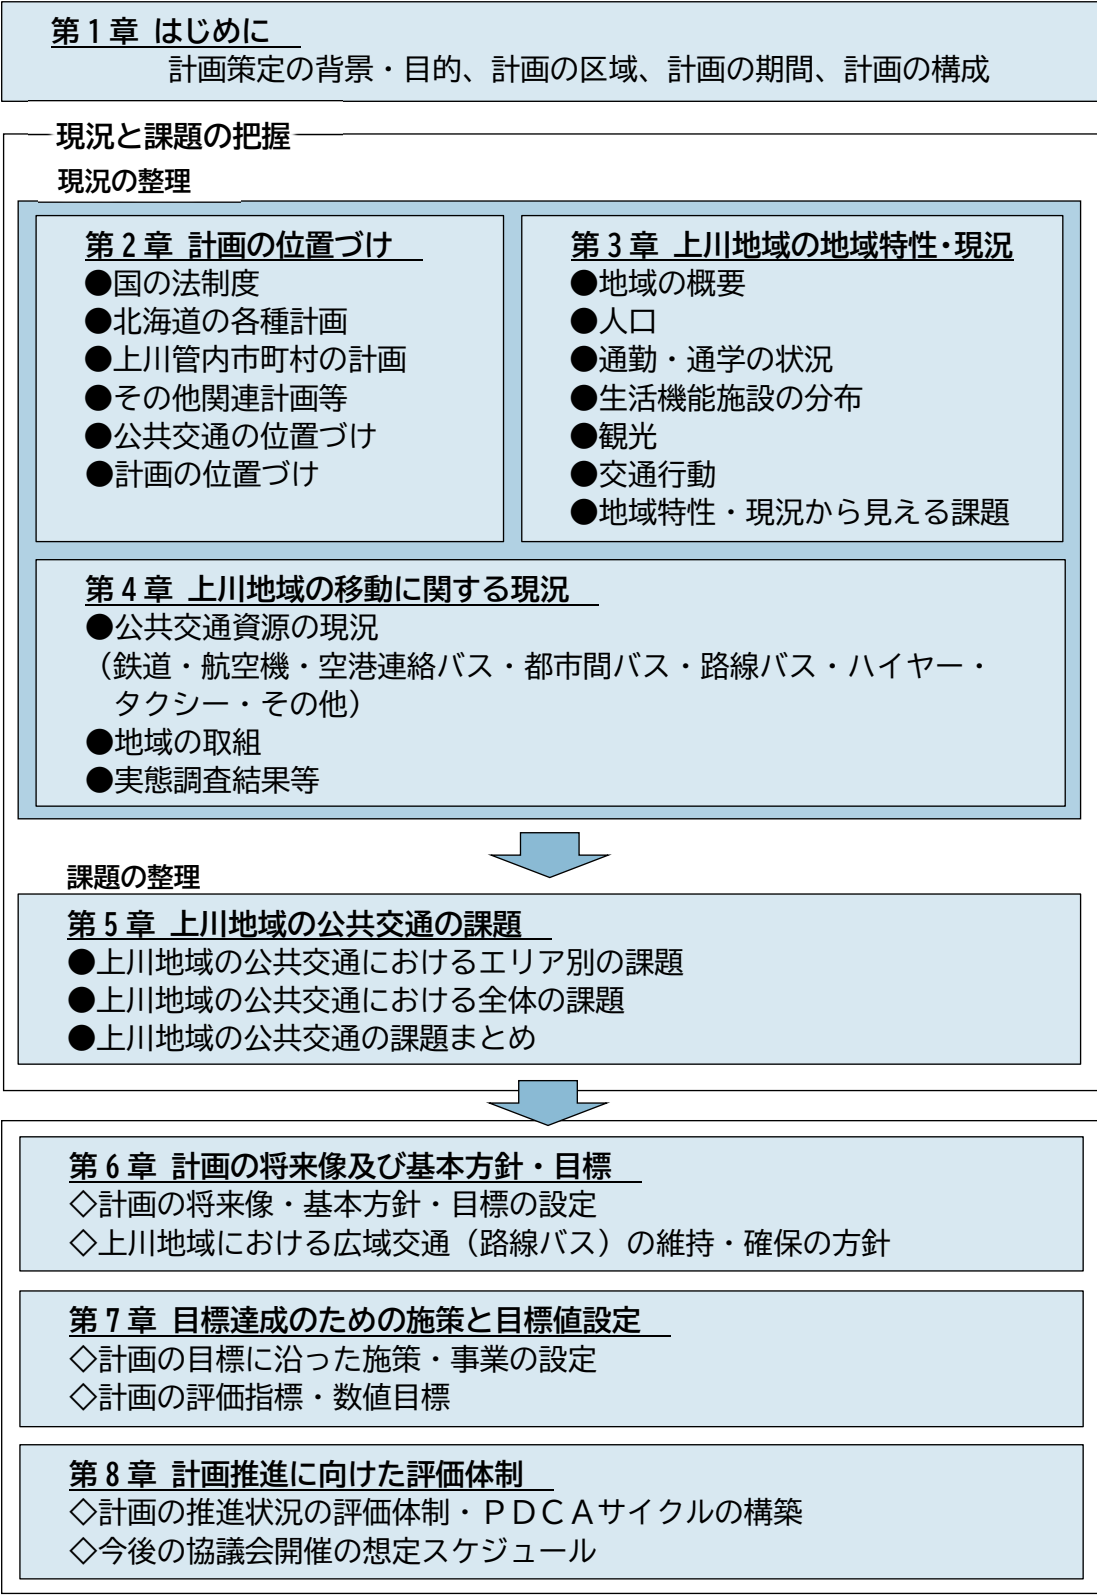 第1章 はじめに
計画策定の背景・目的、計画の区域、計画の期間、計画の構成
現況と課題の把握
現況の整理
第2章 計画の位置づけ
●国の法制度
●北海道の各種計画
●上川管内市町村の計画
●その他関連計画等
●公共交通の位置づけ
●計画の位置づけ
第3章 上川地域の地域特性・現況
●地域の概要
●人口
●通勤・通学の状況
●生活機能施設の分布
●観光
●交通行動
●地域特性・現況から見える課題
第4章 上川地域の移動に関する現況
●公共交通資源の現況
（鉄道・航空機・空港連絡バス・都市間バス・路線バス・ハイヤー・
タクシー・その他）
●地域の取組
●実態調査結果等
課題の整理
第5章 上川地域の公共交通の課題
●上川地域の公共交通におけるエリア別の課題
●上川地域の公共交通における全体の課題
●上川地域の公共交通の課題まとめ
第6章 計画の将来像及び基本方針・目標
◇計画の将来像・基本方針・目標の設定
◇上川地域における広域交通（路線バス）の維持・確保の方針
第7章 目標達成のための施策と目標値設定
◇計画の目標に沿った施策・事業の設定
◇計画の評価指標・数値目標
第8章 計画推進に向けた評価体制
◇計画の推進状況の評価体制・ＰＤＣＡサイクルの構築
◇今後の協議会開催の想定スケジュール